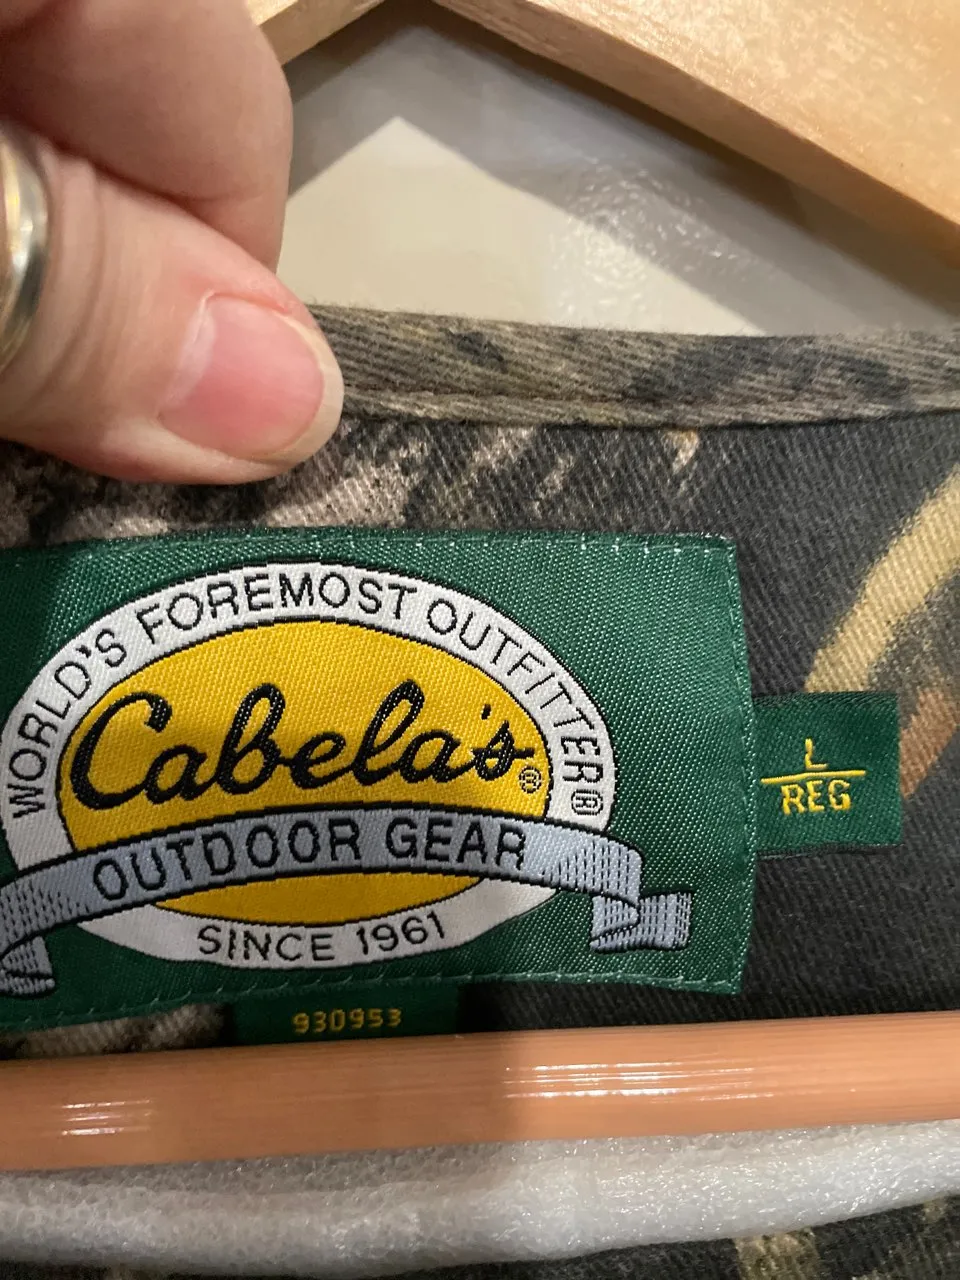 WORLD'S FOREMOST OUTFITTER®
Cabela's®
OUTDOOR GEAR
SINCE 1961
L
REG
930953